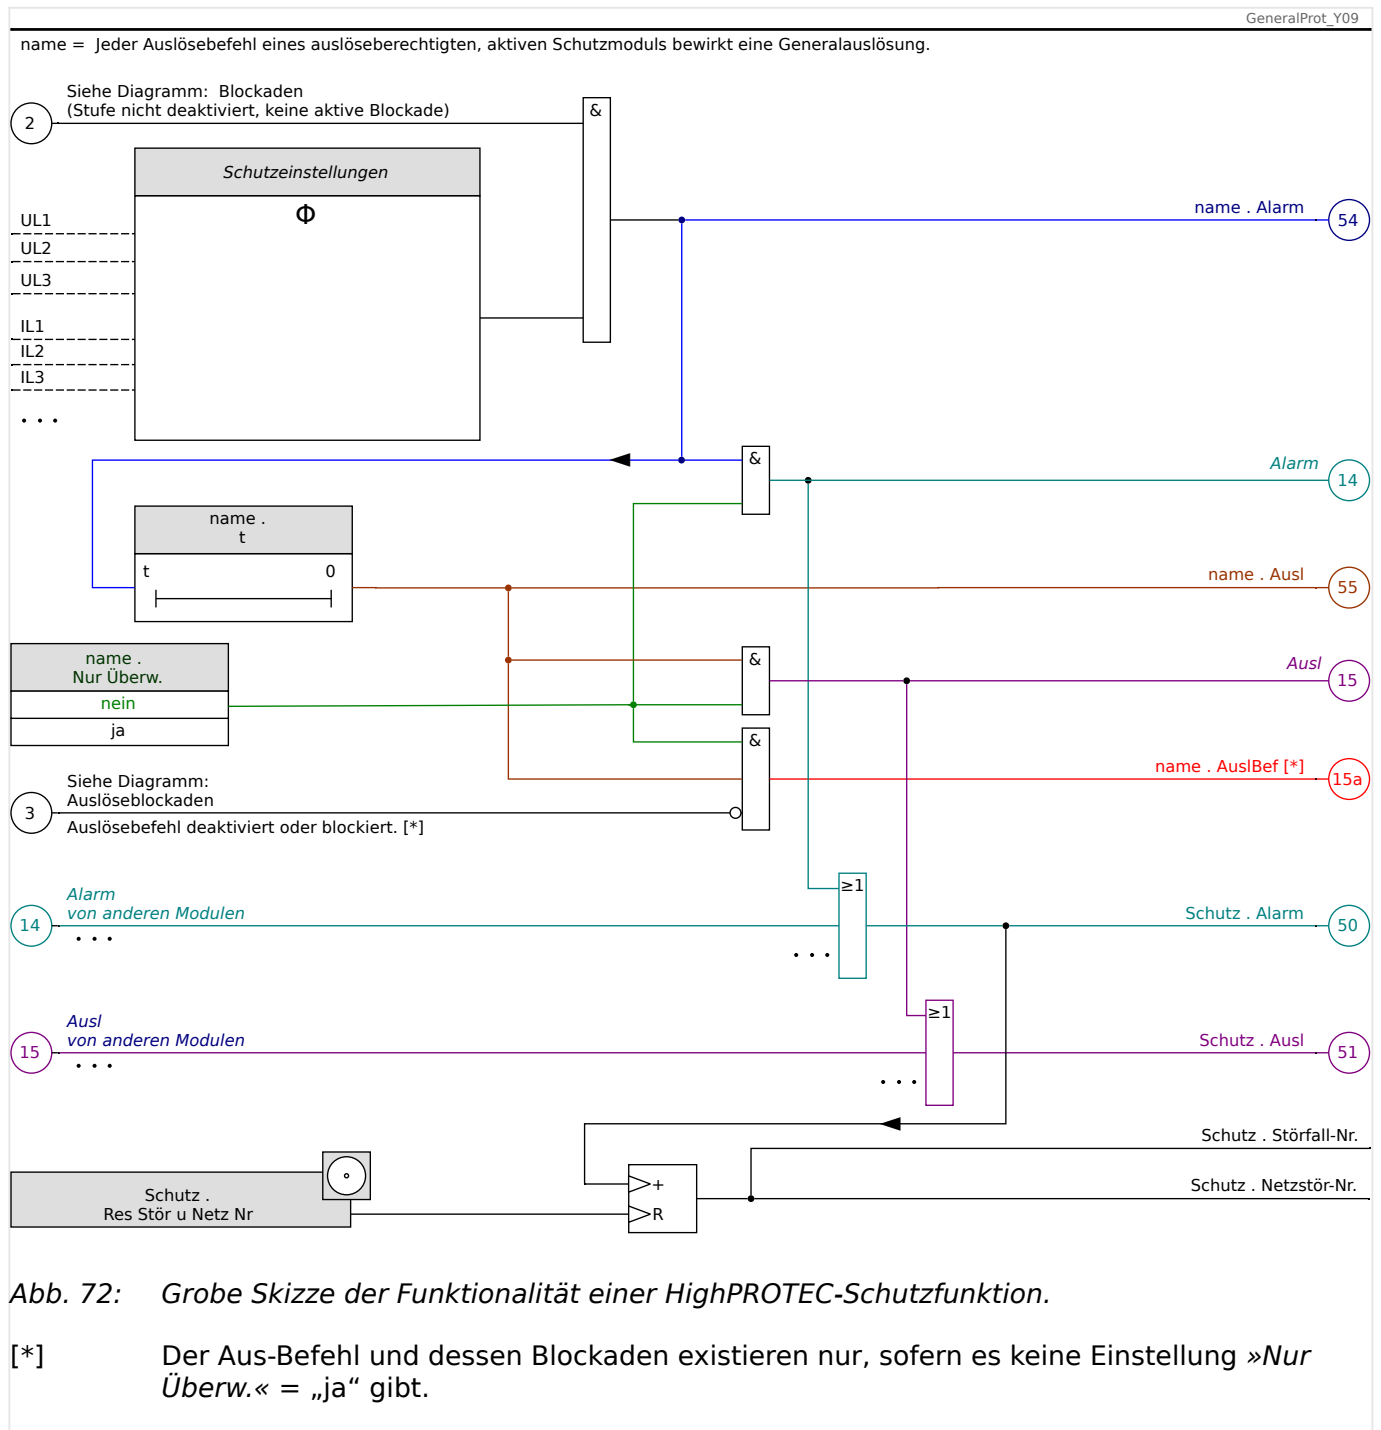 GeneralProt_Y09
name = Jeder Auslösebefehl eines auslöseberechtigten, aktiven Schutzmoduls bewirkt eine Generalauslösung.
Siehe Diagramm: Blockaden
(Stufe nicht deaktiviert, keine aktive Blockade)
2
&
Schutzeinstellungen
Φ
UL1
UL2
UL3
IL1
IL2
IL3
. . .
name . Alarm
54
&
Alarm
14
name .
t
t 0
name . Ausl
55
name .
Nur Überw.
nein
ja
&
Ausl
15
&
name . AuslBef [*]
15a
Siehe Diagramm:
Auslöseblockaden
3
Auslösebefehl deaktiviert oder blockiert. [*]
Alarm
von anderen Modulen
14
. . .
≥1
. . .
Schutz . Alarm
50
Ausl
von anderen Modulen
15
. . .
≥1
. . .
Schutz . Ausl
51
Schutz . Störfall-Nr.
Schutz . Netzstör-Nr.
Schutz .
Res Stör u Netz Nr
+
R
Abb. 72: Grobe Skizze der Funktionalität einer HighPROTEC-Schutzfunktion.
[*] Der Aus-Befehl und dessen Blockaden existieren nur, sofern es keine Einstellung »Nur
Überw.« = „ja“ gibt.